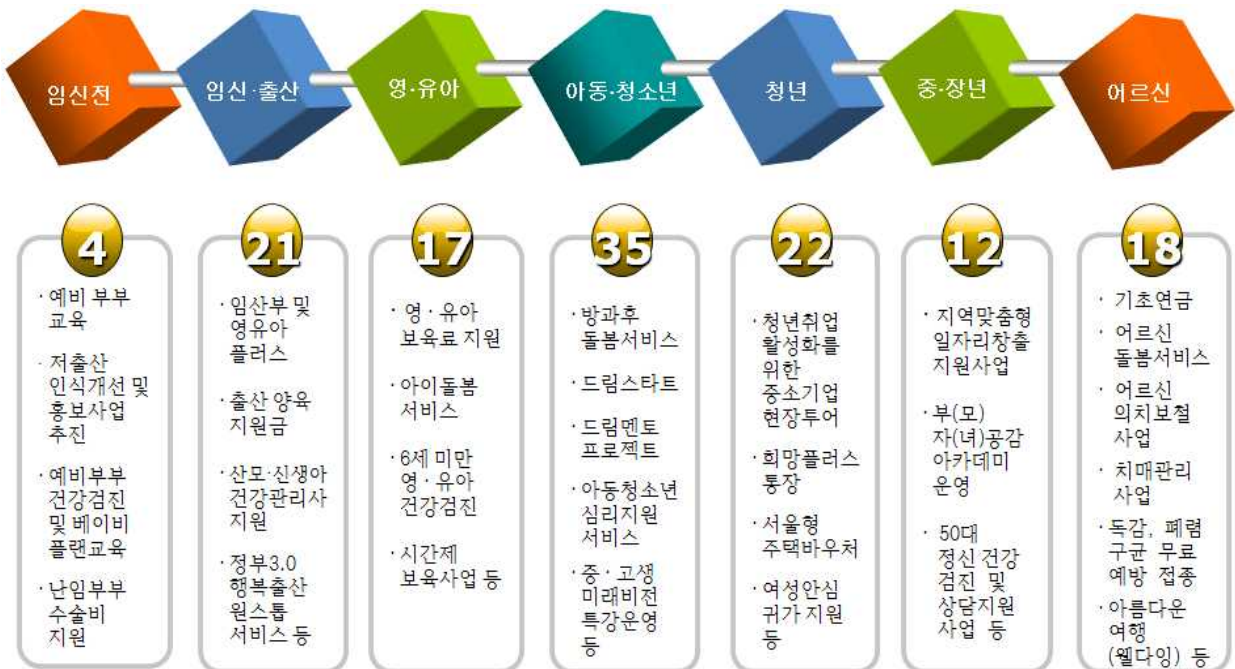 임신전
임신·출산
영·유아
아동·청소년
청년
중·장년
어르신
4
· 예비 부부
교육
· 저출산
인식개선 및
홍보사업
추진
· 예비부부
건강검진
및 베이비
플랜교육
· 난임부부
수술비
지원
21
· 임산부 및
영유아
플러스
· 출산 양육
지원금
· 산모·신생아
건강관리사
지원
· 정부3.0
행복출산
원스톱
서비스 등
17
· 영·유아
보육료 지원
· 아이돌봄
서비스
· 6세 미만
영·유아
건강검진
· 시간제
보육사업 등
35
· 방과후
돌봄서비스
· 드림스타트
· 드림멘토
프로젝트
· 아동청소년
심리지원
서비스
· 중·고생
미래비전
특강운영
등
22
· 청년취업
활성화를
위한
중소기업
현장투어
· 희망플러스
통장
· 서울형
주택바우처
· 여성안심
귀가 지원
등
12
· 지역맞춤형
일자리창출
지원사업
· 부(모)
자(녀)공감
아카데미
운영
· 50대
정신 건강
검진 및
상담지원
사업 등
18
· 기초연금
· 어르신
돌봄서비스
· 어르신
의치보철
사업
· 치매관리
사업
· 독감, 폐렴
구균 무료
예방 접종
· 아름다운
여행
(웰다잉) 등